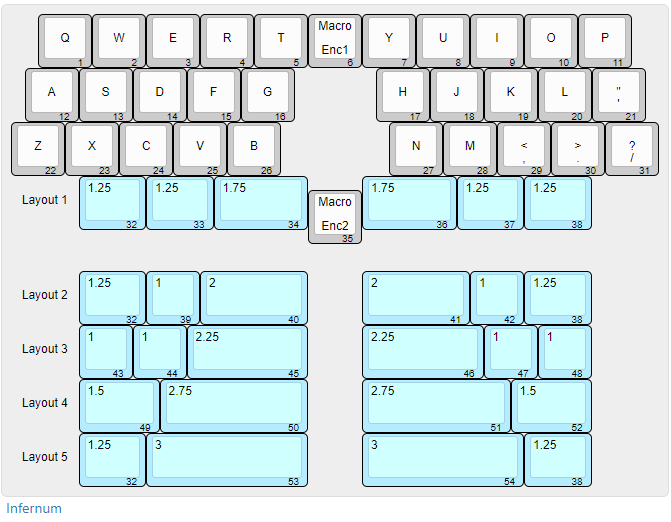 Q W E R T Macro Enc1 Y U I O P
1 2 3 4 5 6 7 8 9 10 11
A S D F G H J K L " '
12 13 14 15 16 17 18 19 20 21
Z X C V B N M < , > . ? /
22 23 24 25 26 27 28 29 30 31
Layout 1 1.25 1.25 1.75 Macro Enc2 1.75 1.25 1.25
32 33 34 35 36 37 38
Layout 2 1.25 1 2 2 1 1.25
32 39 40 41 42 38
Layout 3 1 1 2.25 2.25 1 1
43 44 45 46 47 48
Layout 4 1.5 2.75 2.75 1.5
49 50 51 52
Layout 5 1.25 3 3 1.25
32 53 54 38
Infernum